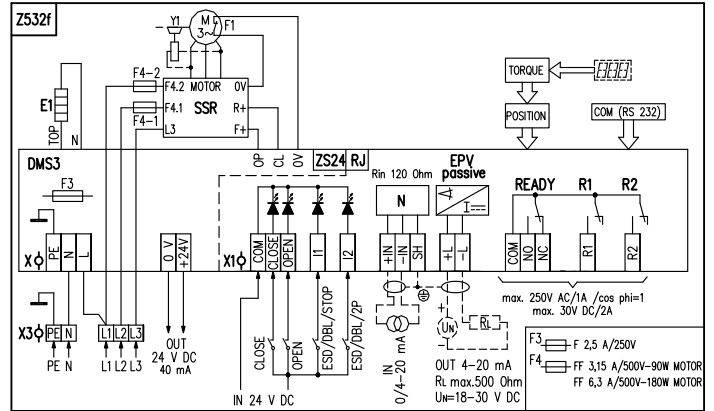 Z532f
Y1
M
3~
F1
F4-2
F4.2 MOTOR 0V
E1
F4.1 SSR R+
F4-1
L3 F+
TOP
N
TORQUE
POSITION
COM (RS 232)
OP
CL
0V
DMS3
ZS24 RJ
F3
Rin 120 Ohm
N
EPV
passive
READY R1 R2
X
PE
N
L
0 V
+24V
X1
COM
CLOSE
OPEN
I1
I2
+IN
-IN
SH
+L
-L
COM
NO
NC
R1
R2
max. 250V AC/1A /cos phi=1
max. 30V DC/2A
X3
PE N L1 L2 L3
PE N L1 L2 L3
OUT
24 V DC
40 mA
CLOSE
OPEN
ESD/DBL/STOP
ESD/DBL/2P
IN 24 V DC
IN
0/4-20 mA
+
UN
-
RL
OUT 4-20 mA
RL max.500 Ohm
UN=18-30 V DC
F3 F 2,5 A/250V
F4 FF 3,15 A/500V-90W MOTOR
FF 6,3 A/500V-180W MOTOR